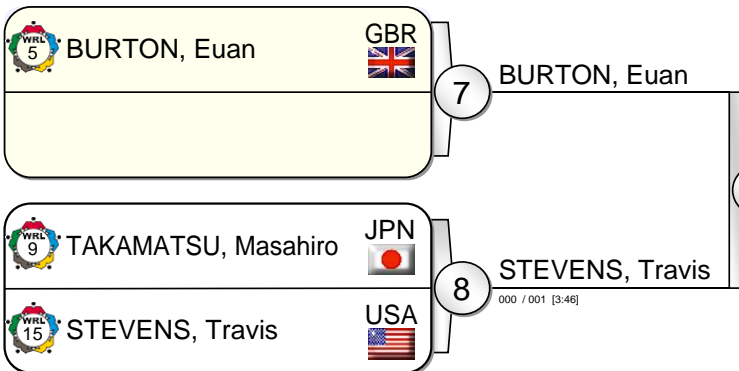 WRL
5
BURTON, Euan
GBR
7
BURTON, Euan
WRL
9
TAKAMATSU, Masahiro
JPN
8
STEVENS, Travis
000 / 001 [3:46]
WRL
15
STEVENS, Travis
USA